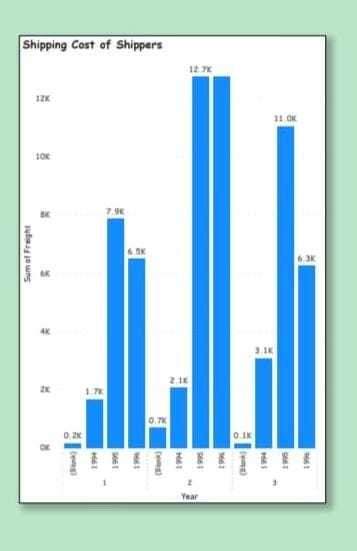 Shipping Cost of Shippers
12.7K
12K
11.0K
10K
8K
7.9K
6.5K
6.3K
6K
4K
3.1K
2.1K
2K
1.7K
0.7K
0.2K
0.1K
0K
Sum of Freight
(Blank) 1994 1995 1996 (Blank) 1994 1995 1996 (Blank) 1994 1995 1996
1 2 3
Year